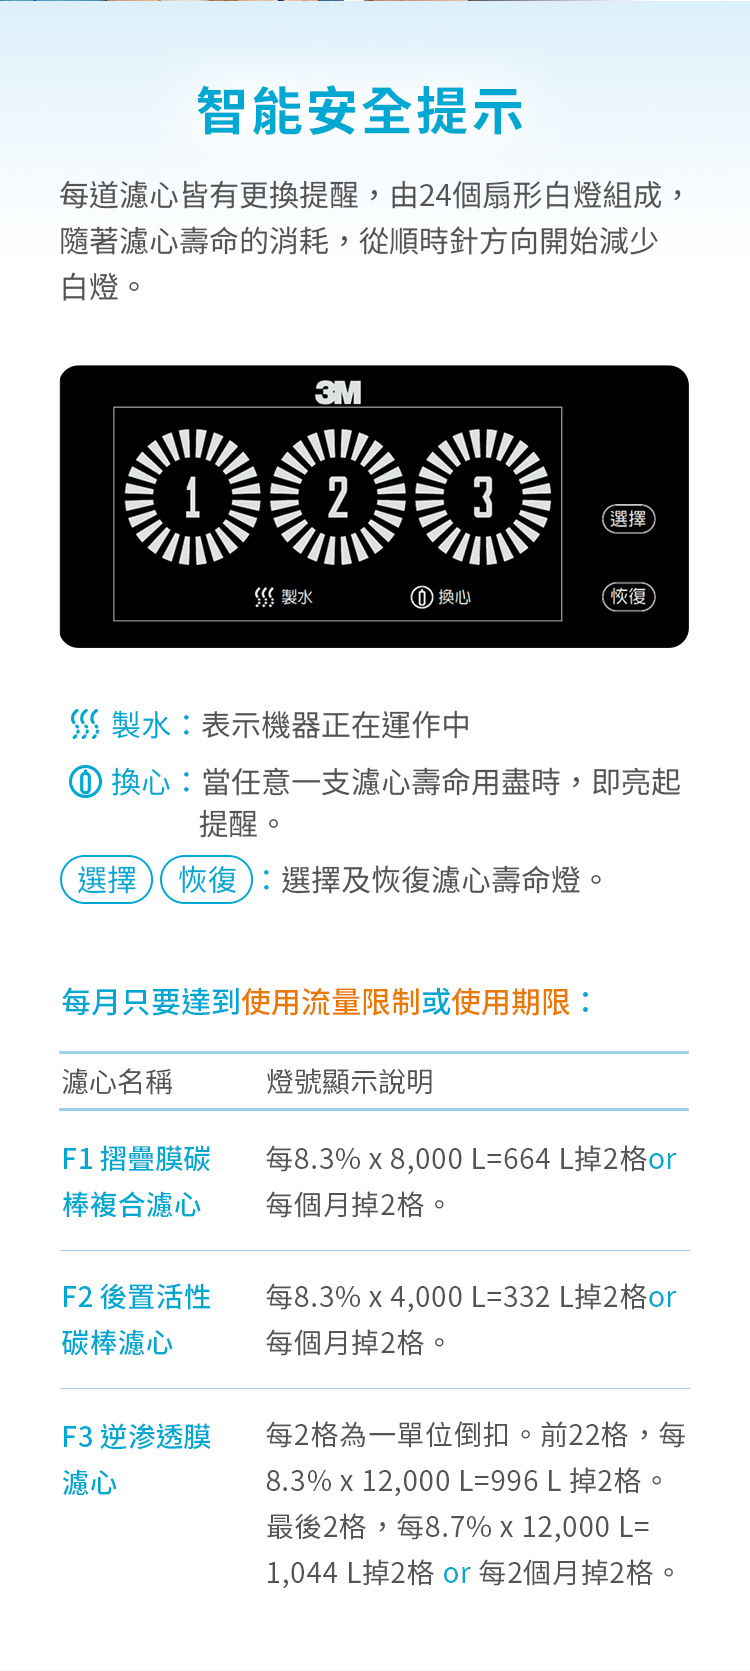 智能安全提示
每道濾心皆有更換提醒，由24個扇形白燈組成，
隨著濾心壽命的消耗，從順時針方向開始減少
白燈。
3M
1 2 3
選擇
製水 換心
恢復
製水：表示機器正在運作中
換心：當任意一支濾心壽命用盡時，即亮起
提醒。
選擇 恢復：選擇及恢復濾心壽命燈。
每月只要達到使用流量限制或使用期限：
濾心名稱 燈號顯示說明
F1 摺疊膜碳 每8.3% x 8,000 L=664 L掉2格or
棒複合濾心 每個月掉2格。
F2 後置活性 每8.3% x 4,000 L=332 L掉2格or
碳棒濾心 每個月掉2格。
F3 逆渗透膜 每2格為一單位倒扣。前22格，每
濾心 8.3% x 12,000 L=996 L 掉2格。
最後2格，每8.7% x 12,000 L=
1,044 L掉2格 or 每2個月掉2格。